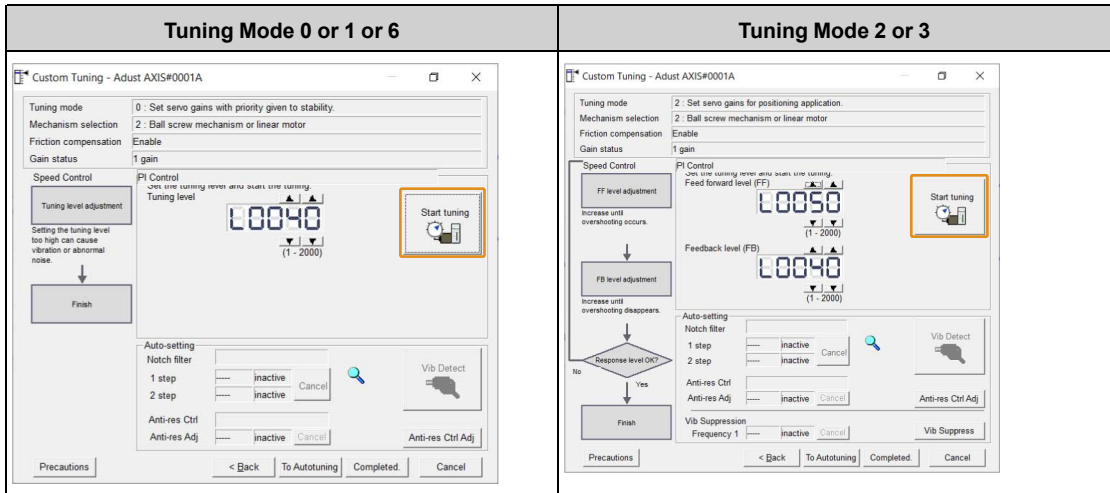 Tuning Mode 0 or 1 or 6
Custom Tuning - Adust AXIS#0001A
Tuning mode 0 : Set servo gains with priority given to stability.
Mechanism selection 2 : Ball screw mechanism or linear motor
Friction compensation Enable
Gain status 1 gain
Speed Control
Tuning level adjustment
Setting the tuning level
too high can cause
vibration or abnormal
noise.
Finish
PI Control
Set the tuning level and start the tuning.
Tuning level
L0040
(1 - 2000)
Start tuning
Auto-setting
Notch filter
1 step ----- inactive
2 step ----- inactive
Cancel
Vib Detect
Anti-res Ctrl
Anti-res Adj ----- inactive Cancel
Anti-res Ctrl Adj
Precautions < Back To Autotuning Completed. Cancel
Tuning Mode 2 or 3
Custom Tuning - Adust AXIS#0001A
Tuning mode 2 : Set servo gains for positioning application.
Mechanism selection 2 : Ball screw mechanism or linear motor
Friction compensation Enable
Gain status 1 gain
Speed Control
FF level adjustment
Increase until
overshooting occurs.
FB level adjustment
Increase until
overshooting disappears.
Response level OK?
No
Yes
Finish
PI Control
Set the tuning level and start the tuning.
Feed forward level (FF)
L0050
(1 - 2000)
Feedback level (FB)
L0040
(1 - 2000)
Start tuning
Auto-setting
Notch filter
1 step ----- inactive
2 step ----- inactive
Cancel
Vib Detect
Anti-res Ctrl
Anti-res Adj ----- inactive Cancel
Anti-res Ctrl Adj
Vib Suppression
Frequency 1 ----- inactive Cancel
Vib Suppress
Precautions < Back To Autotuning Completed. Cancel